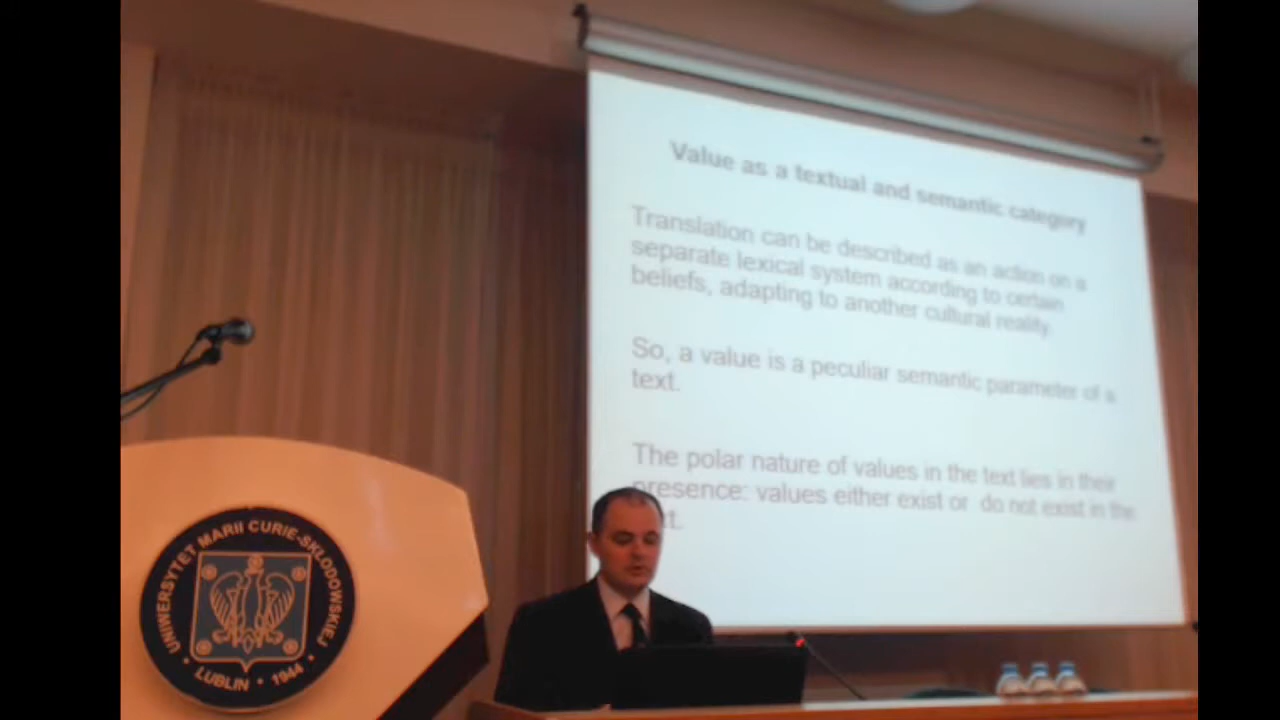 Value as a textual and semantic category
Translation can be described as an action on a
separate lexical system according to certain
beliefs, adapting to another cultural reality.
So, a value is a peculiar semantic parameter of a
text.
The polar nature of values in the text lies in their
presence: values either exist or do not exist in the
UNIWERSYTET MARII CURIE-SKŁODOWSKIEJ
LUBLIN • 1944